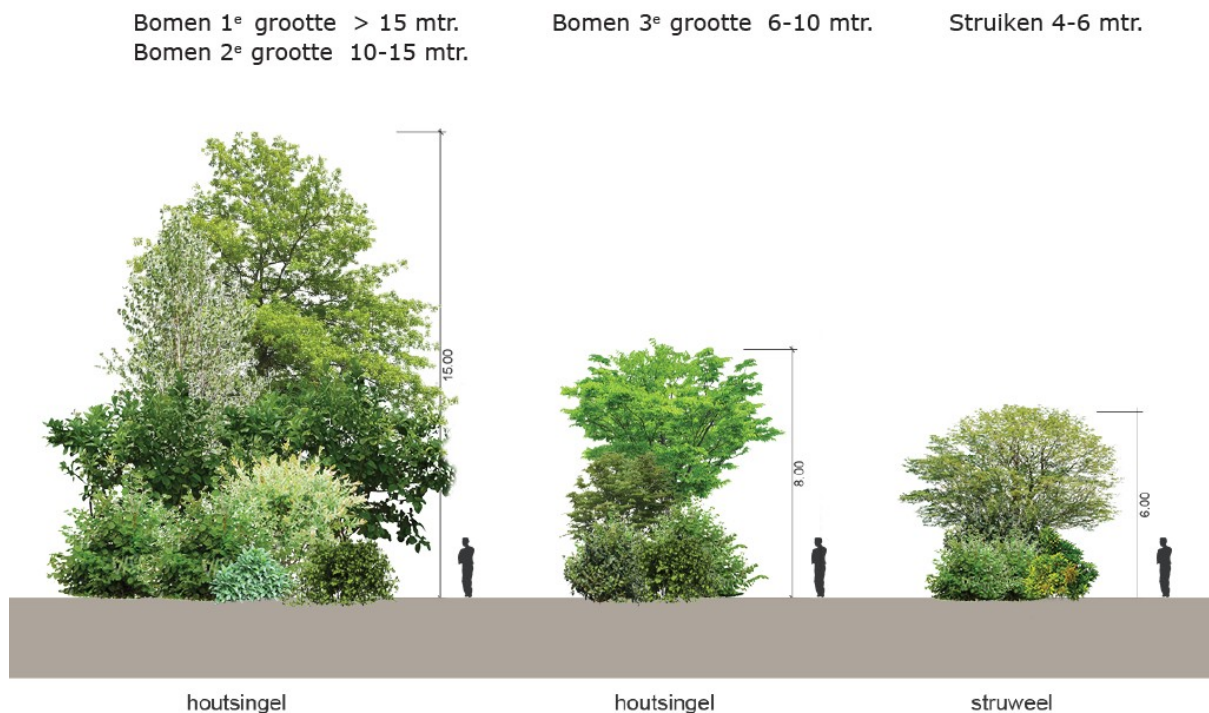 Bomen 1ᵉ grootte > 15 mtr.
Bomen 2ᵉ grootte 10-15 mtr.
Bomen 3ᵉ grootte 6-10 mtr.
Struiken 4-6 mtr.
15.00
8.00
6.00
houtsingel
houtsingel
struweel